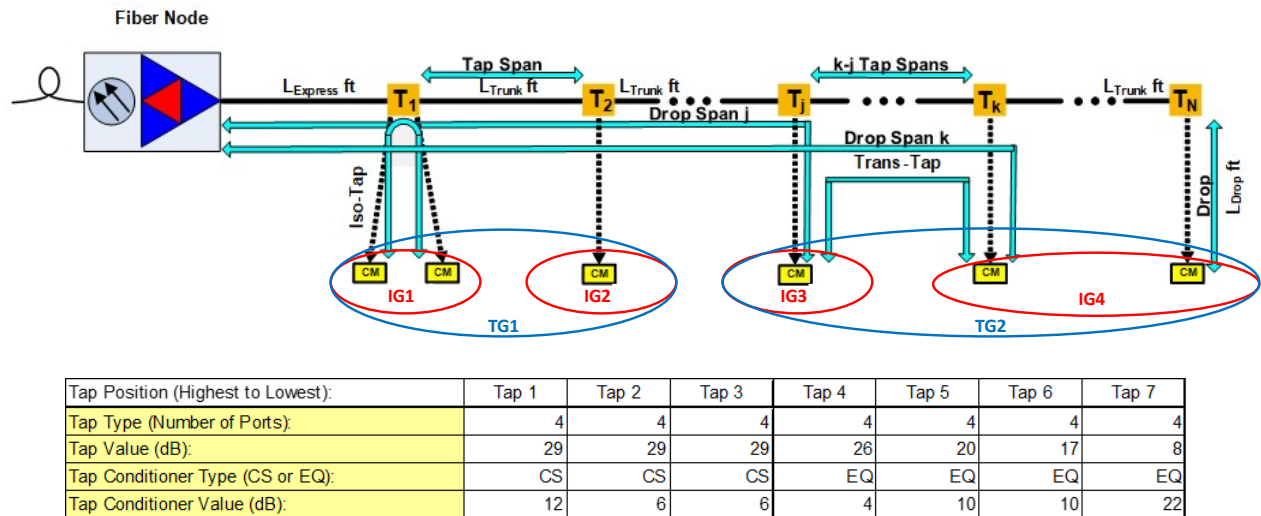 Fiber Node
Tap Span
k-j Tap Spans
LExpress ft
T1
LTrunk ft
T2
LTrunk ft
Tj
Tk
LTrunk ft
TN
Drop Span j
Drop Span k
Trans-Tap
Iso-Tap
Drop
LDrop ft
CM
CM
CM
CM
CM
CM
IG1
IG2
IG3
IG4
TG1
TG2
Tap Position (Highest to Lowest): Tap 1 Tap 2 Tap 3 Tap 4 Tap 5 Tap 6 Tap 7
Tap Type (Number of Ports): 4 4 4 4 4 4 4
Tap Value (dB): 29 29 29 26 20 17 8
Tap Conditioner Type (CS or EQ): CS CS CS EQ EQ EQ EQ
Tap Conditioner Value (dB): 12 6 6 4 10 10 22